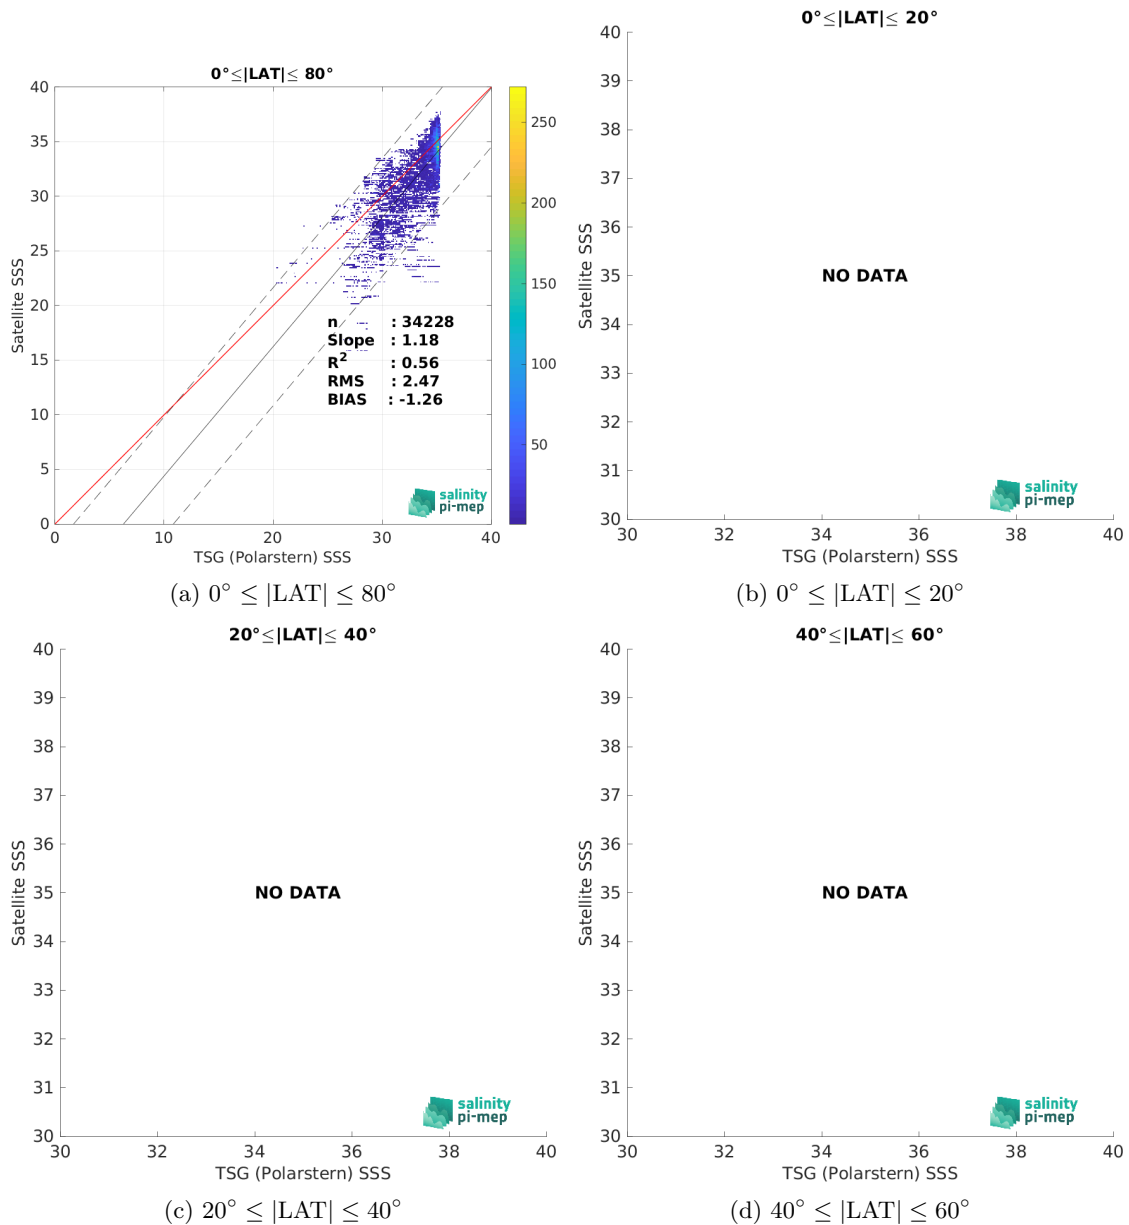 0°≤|LAT|≤ 80°
40
35
30
25
20
15
10
5
0
Satellite SSS
0
10
20
30
40
TSG (Polarstern) SSS
250
200
150
100
50
n : 34228
Slope : 1.18
R² : 0.56
RMS : 2.47
BIAS : -1.26
salinity
pi-mep
(a) 0° ≤ |LAT| ≤ 80°
0°≤|LAT|≤ 20°
40
39
38
37
36
35
34
33
32
31
30
Satellite SSS
NO DATA
30
32
34
36
38
40
TSG (Polarstern) SSS
salinity
pi-mep
(b) 0° ≤ |LAT| ≤ 20°
20°≤|LAT|≤ 40°
40
39
38
37
36
35
34
33
32
31
30
Satellite SSS
NO DATA
30
32
34
36
38
40
TSG (Polarstern) SSS
salinity
pi-mep
(c) 20° ≤ |LAT| ≤ 40°
40°≤|LAT|≤ 60°
40
39
38
37
36
35
34
33
32
31
30
Satellite SSS
NO DATA
30
32
34
36
38
40
TSG (Polarstern) SSS
salinity
pi-mep
(d) 40° ≤ |LAT| ≤ 60°